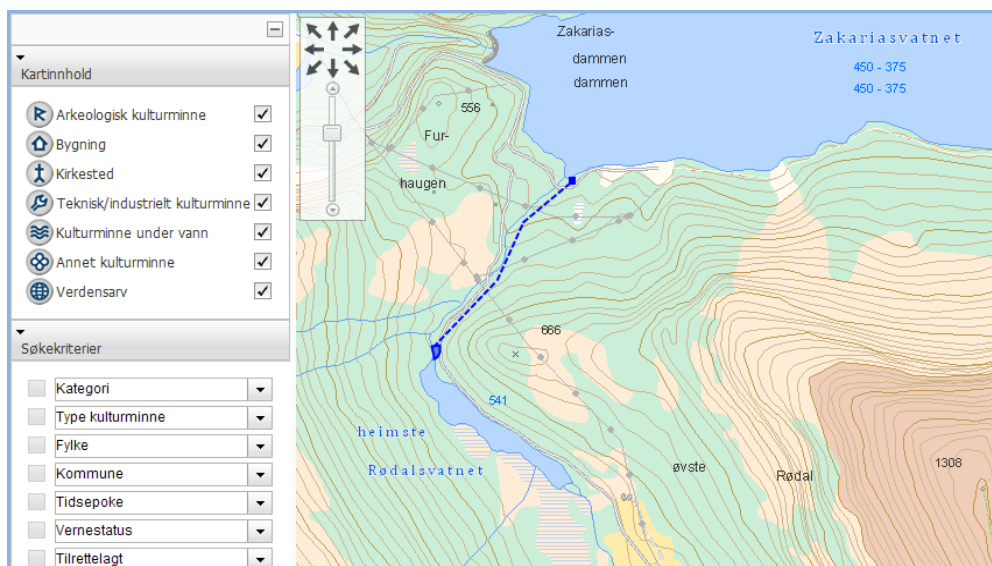 Kartinnhold
Arkeologisk kulturminne
Bygning
Kirkested
Teknisk/industrielt kulturminne
Kulturminne under vann
Annet kulturminne
Verdensarv
Søkekriterier
Kategori
Type kulturminne
Fylke
Kommune
Tidsepoke
Vernestatus
Tilrettelagt
Zakarias-
dammen
dammen
Zakariasvatnet
450 - 375
450 - 375
556
Fur-
haugen
666
541
heimste
Rødalsvatnet
øvste
Rødal
1308